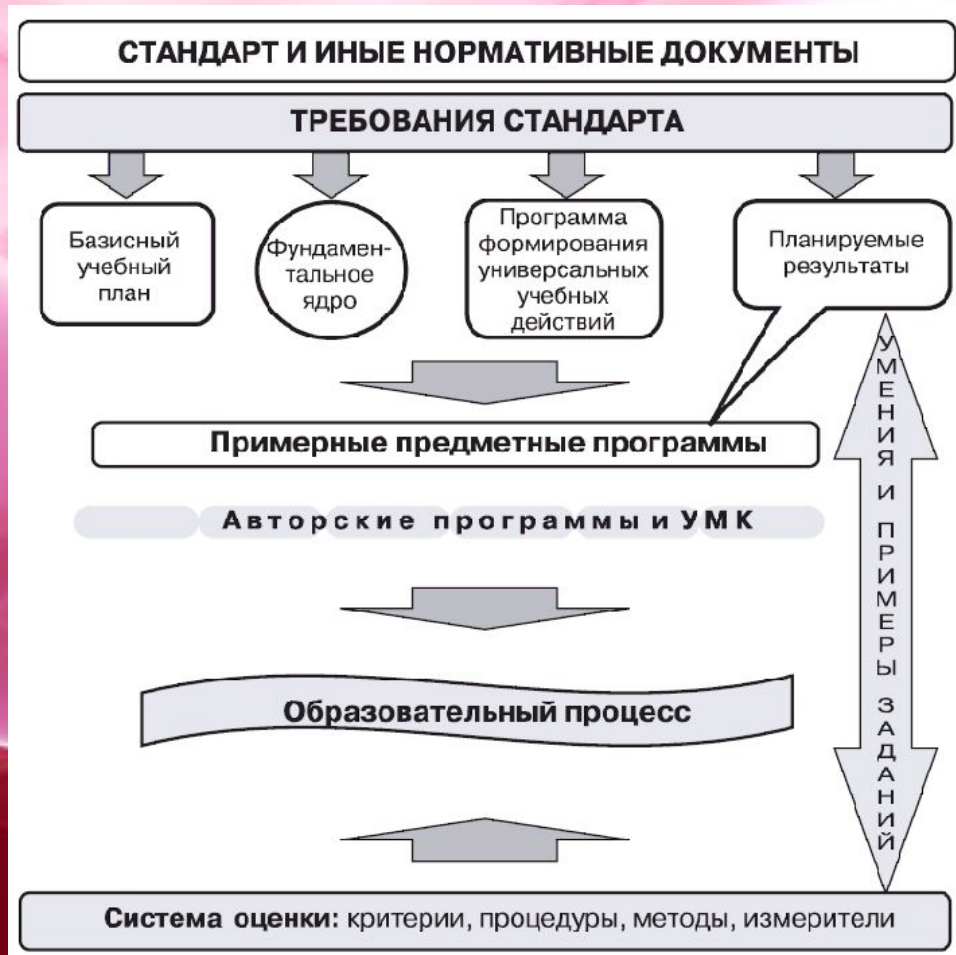 СТАНДАРТ И ИНЫЕ НОРМАТИВНЫЕ ДОКУМЕНТЫ
ТРЕБОВАНИЯ СТАНДАРТА
Базисный
учебный
план
Фундамен-
тальное
ядро
Программа
формирования
универсальных
учебных
действий
Планируемые
результаты
Примерные предметные программы
Авторские программы и УМК
Образовательный процесс
УМЕНИЯ И ПРИМЕРЫ ЗАДАНИЙ
Система оценки: критерии, процедуры, методы, измерители